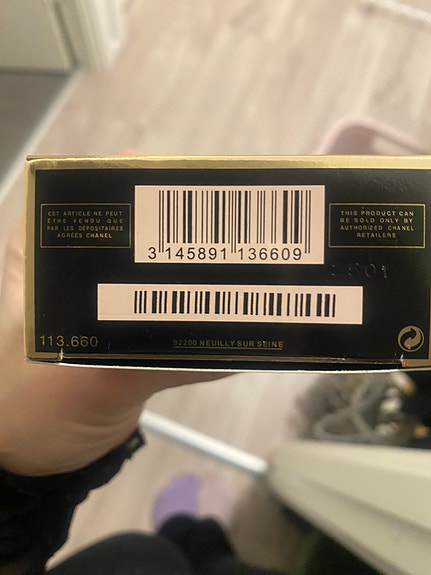 CET ARTICLE NE PEUT
ÊTRE VENDU QUE
PAR LES DÉPOSITAIRES
AGRÉES CHANEL
3 145891 136609
THIS PRODUCT CAN
BE SOLD ONLY BY
AUTHORIZED CHANEL
RETAILERS
113.660
92200 NEUILLY SUR SEINE